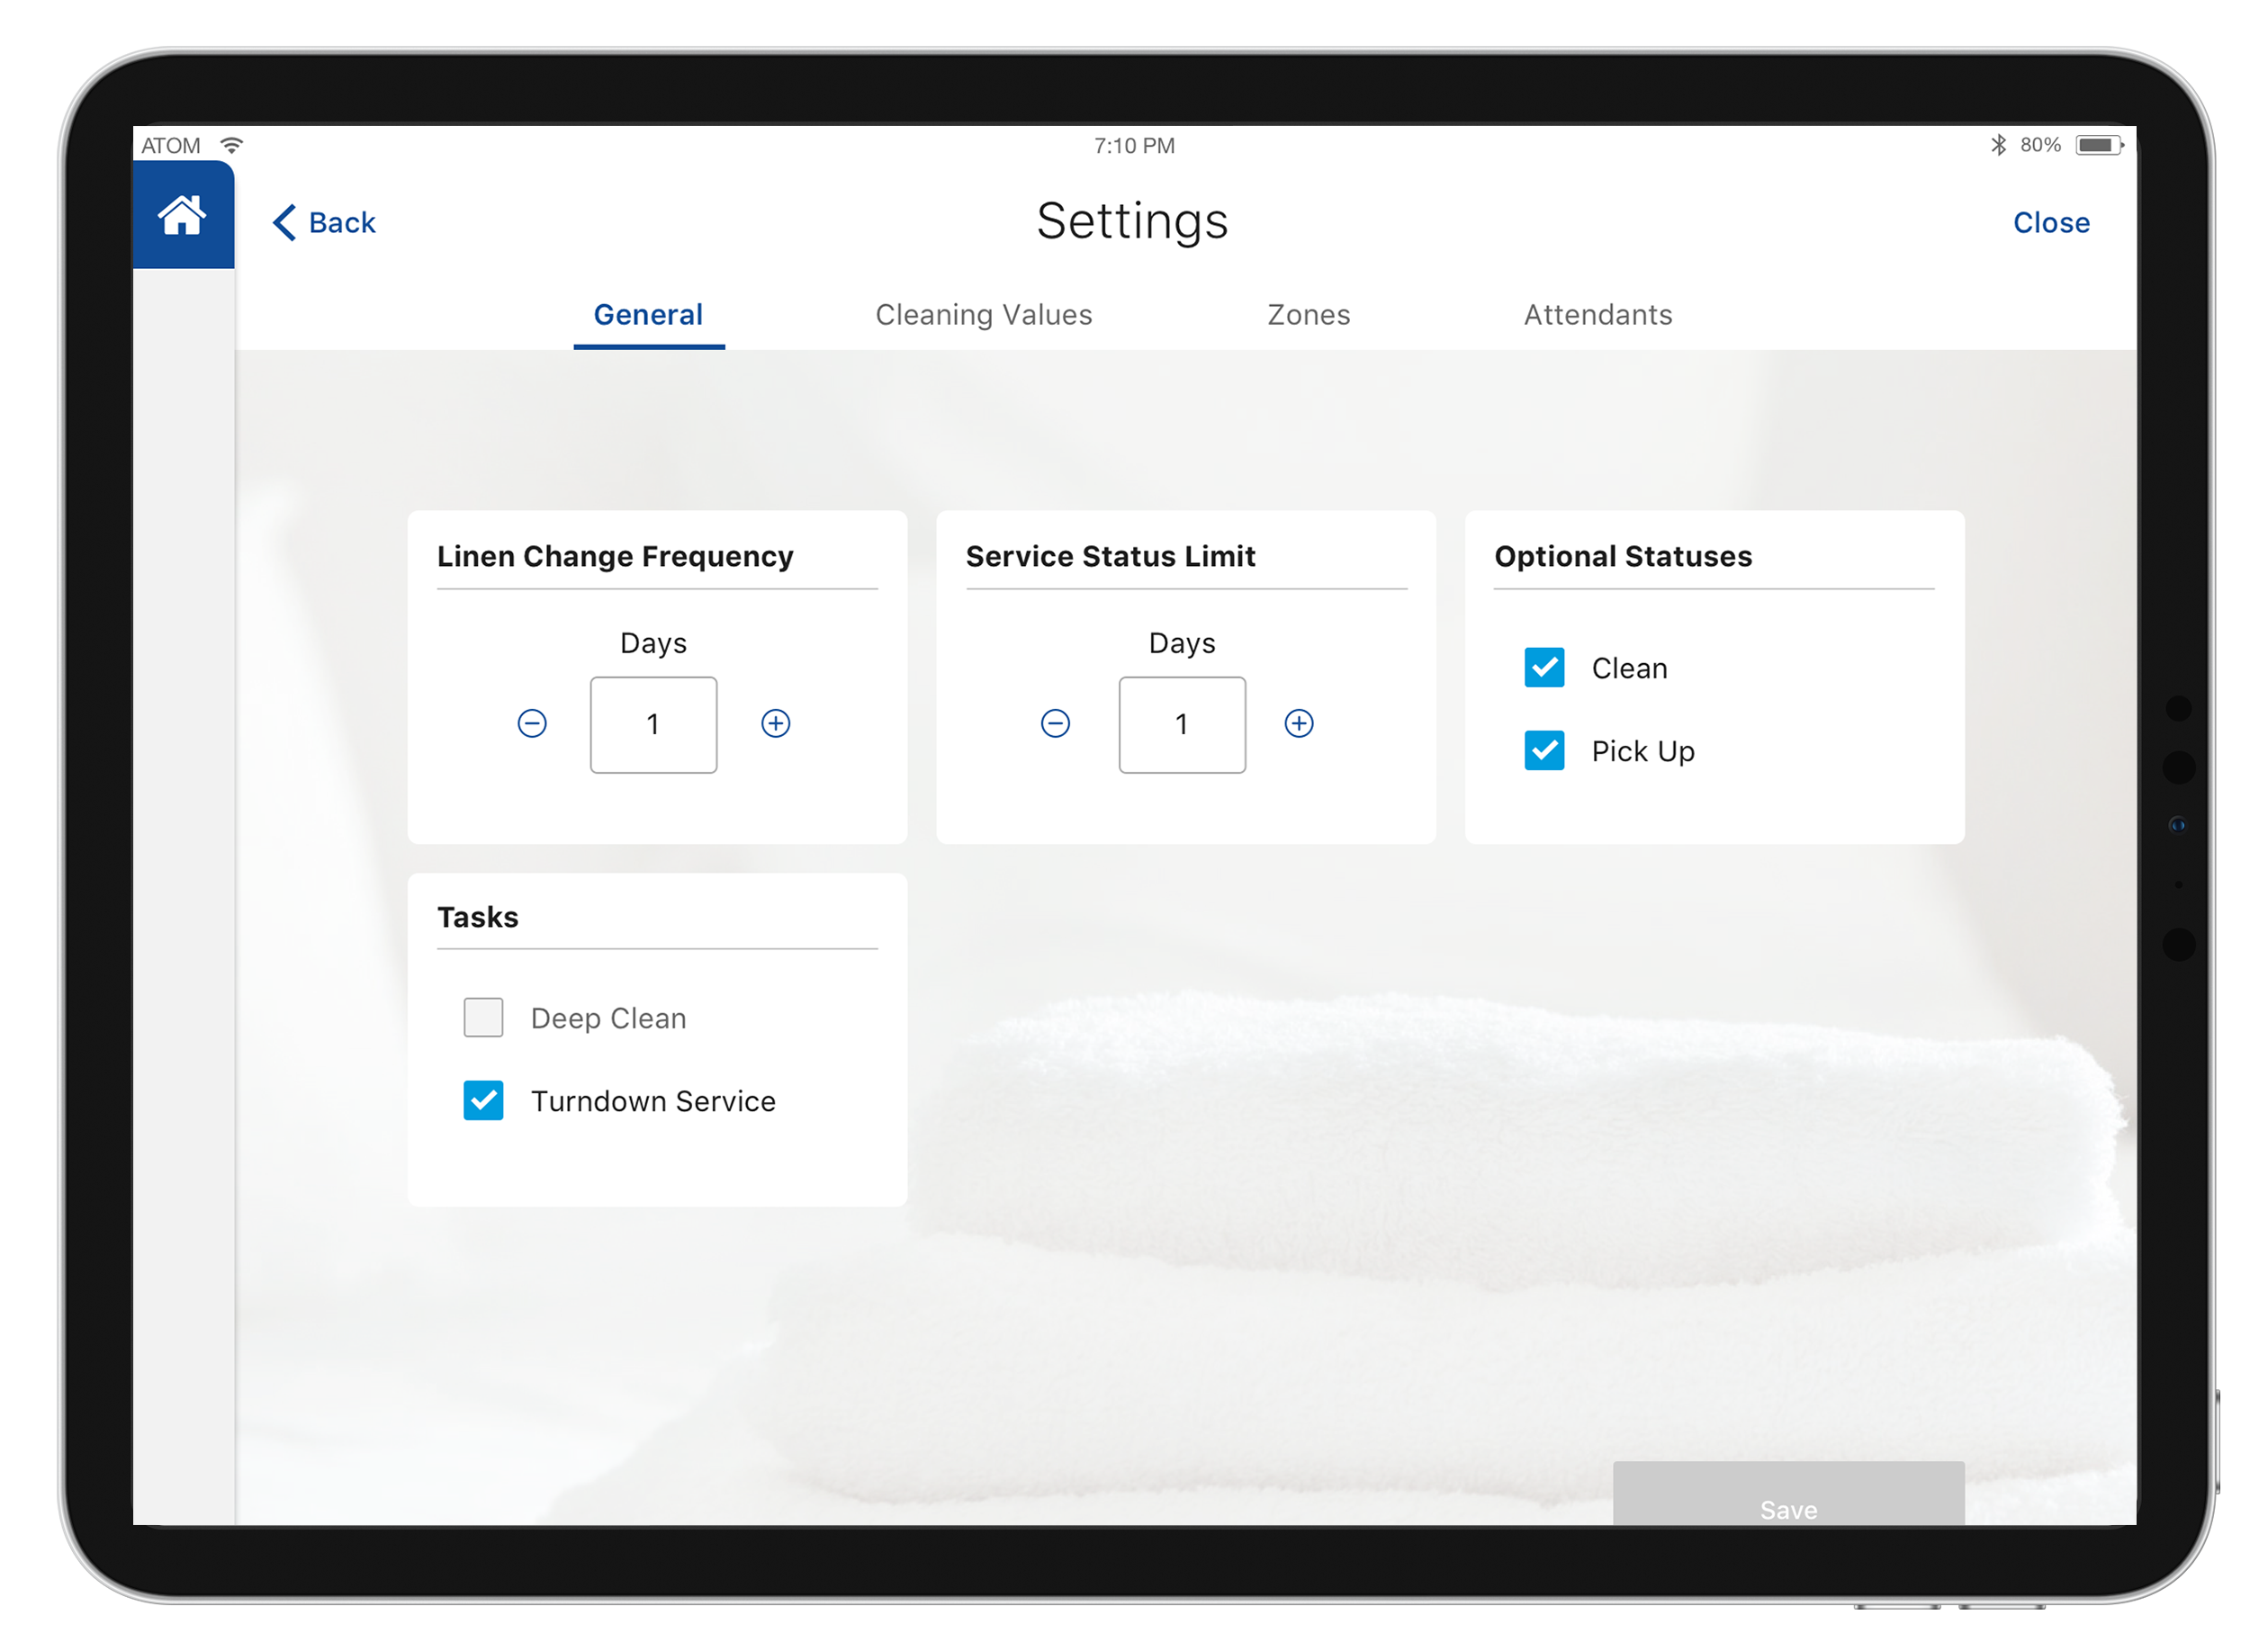 ATOM 7:10 PM 80%
Back Settings Close
General Cleaning Values Zones Attendants
Linen Change Frequency
Days
1
Service Status Limit
Days
1
Optional Statuses
Clean
Pick Up
Tasks
Deep Clean
Turndown Service
Save